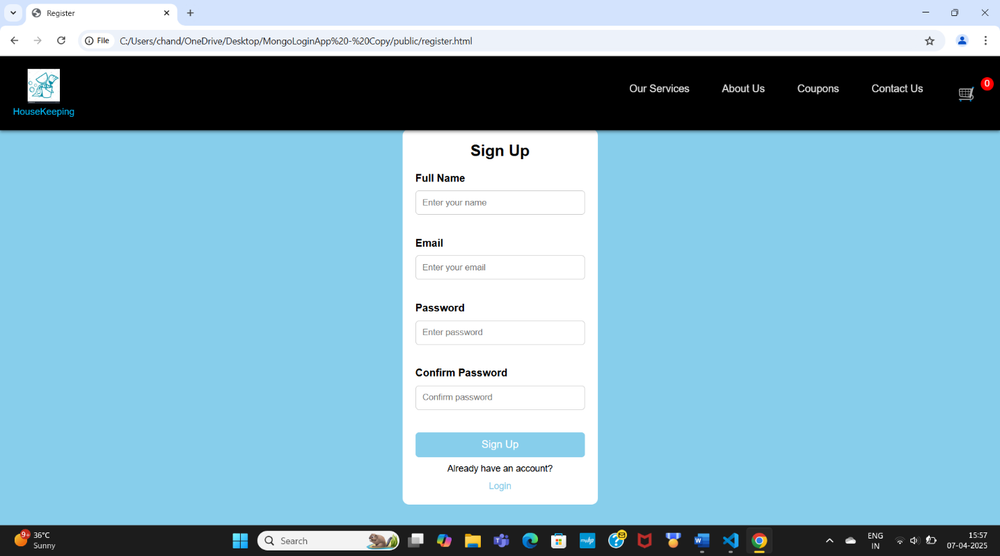 Register
File
C:/Users/chand/OneDrive/Desktop/MongoLoginApp%20-%20Copy/public/register.html
HouseKeeping
Our Services
About Us
Coupons
Contact Us
0
Sign Up
Full Name
Enter your name
Email
Enter your email
Password
Enter password
Confirm Password
Confirm password
Sign Up
Already have an account?
Login
9+
36°C
Sunny
Search
myhp
ENG
IN
15:57
07-04-2025